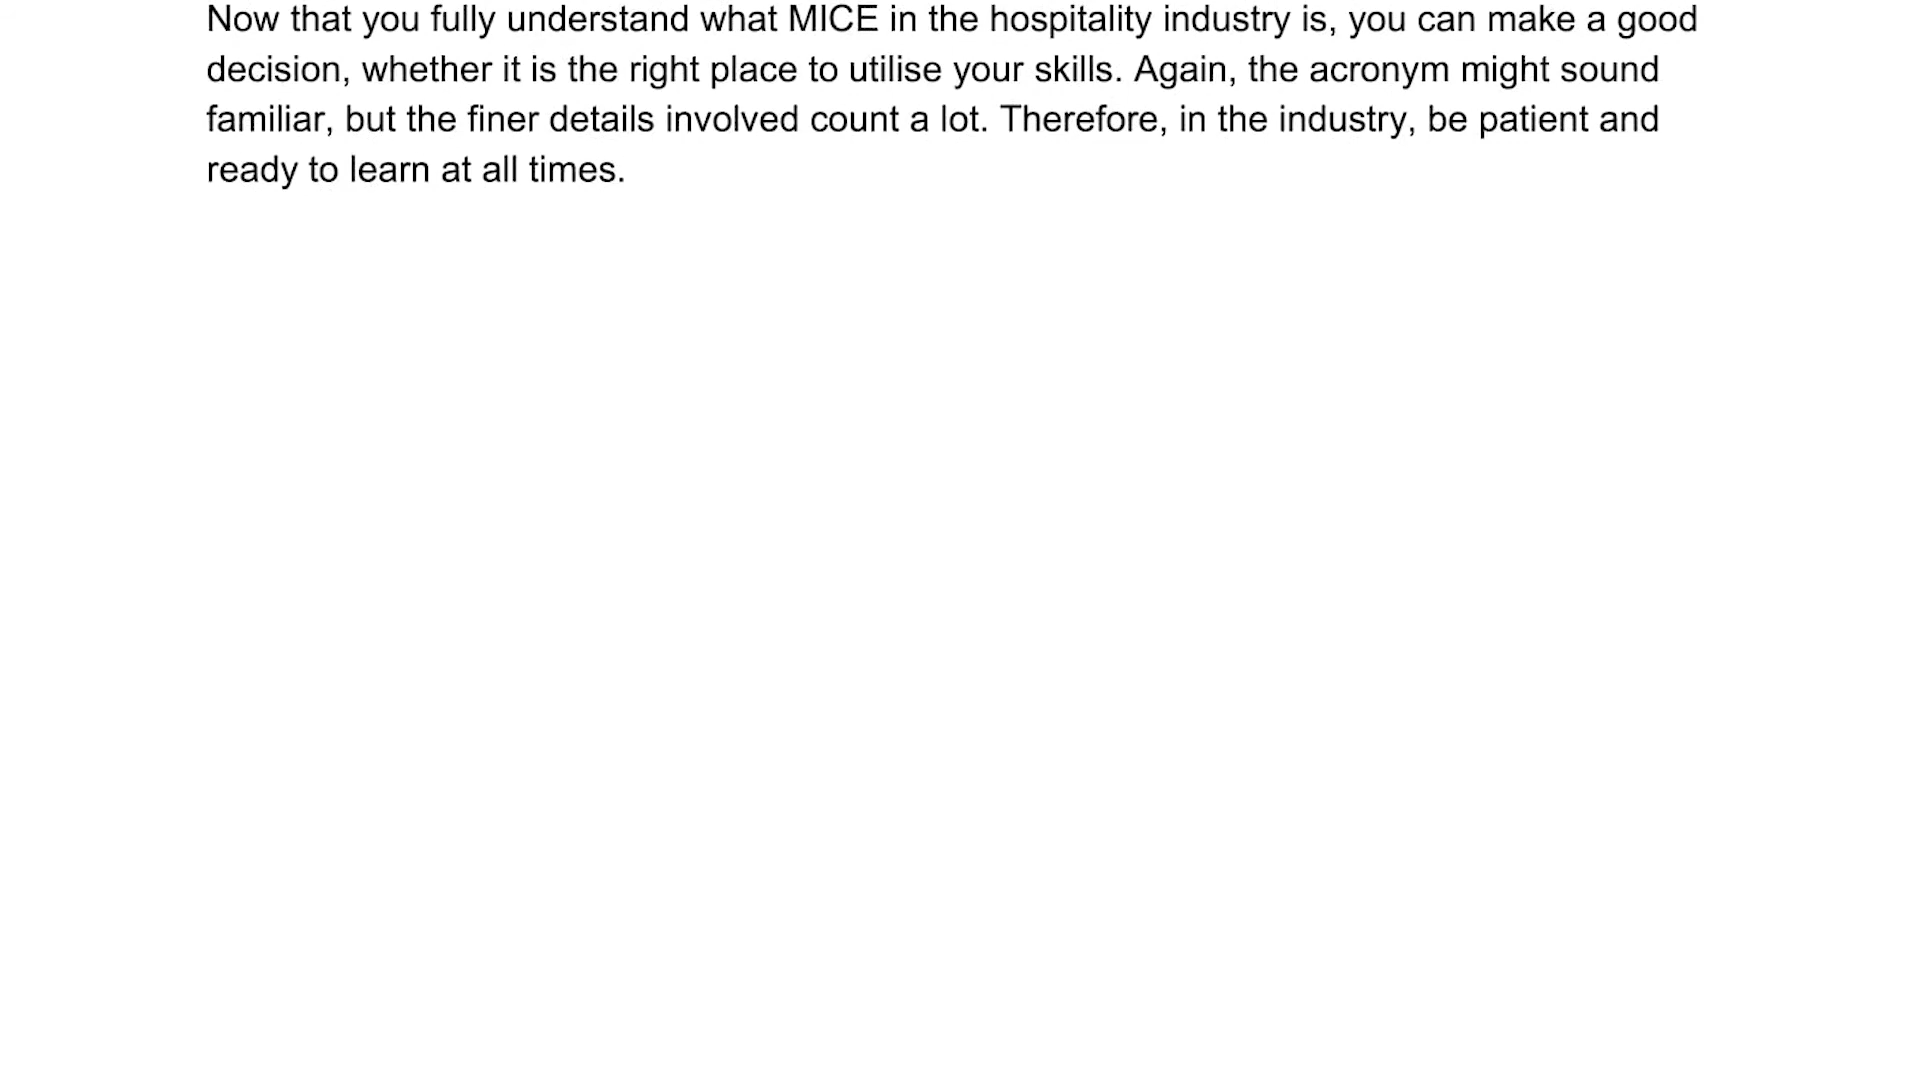 Now that you fully understand what MICE in the hospitality industry is, you can make a good
decision, whether it is the right place to utilise your skills. Again, the acronym might sound
familiar, but the finer details involved count a lot. Therefore, in the industry, be patient and
ready to learn at all times.